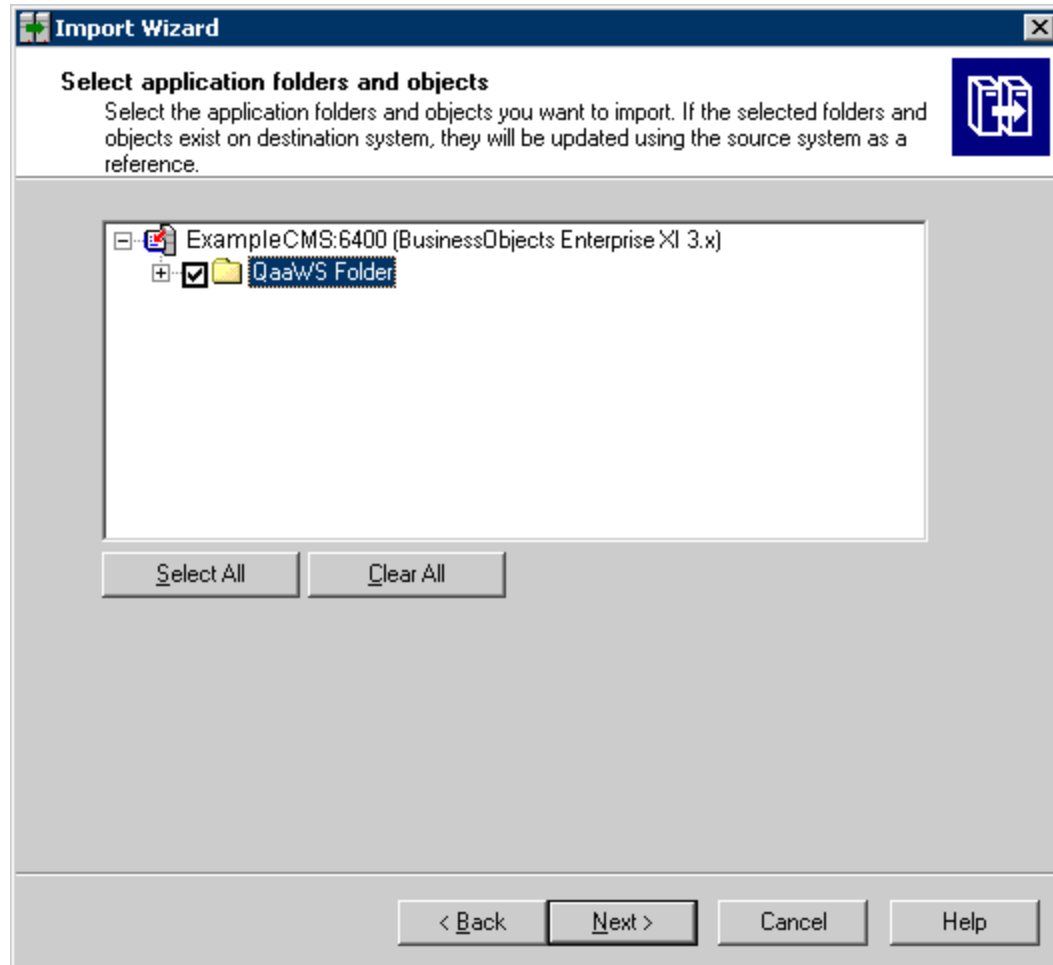 Import Wizard
Select application folders and objects
Select the application folders and objects you want to import. If the selected folders and
objects exist on destination system, they will be updated using the source system as a
reference.
ExampleCMS:6400 (BusinessObjects Enterprise XI 3.x)
QaaWS Folder
Select All
Clear All
< Back
Next >
Cancel
Help